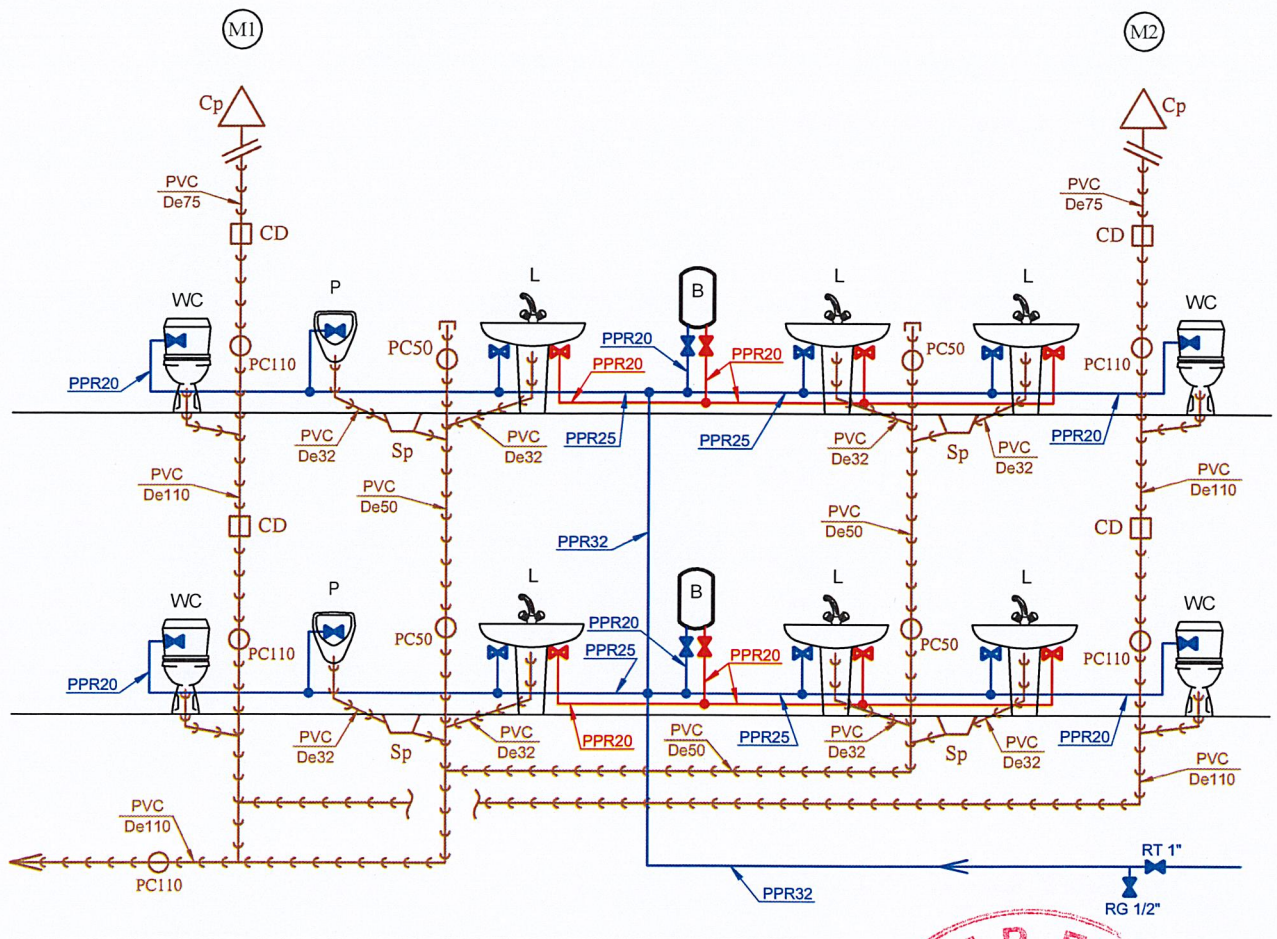 M1
M2
Cp
Cp
PVC
De75
PVC
De75
CD
CD
WC
P
L
B
L
L
WC
PC50
PC110
PC50
PC110
PPR20
PPR20
PPR20
PPR20
PVC
De32
Sp
PVC
De32
PPR25
PPR25
PVC
De32
Sp
PVC
De32
PPR20
PVC
De110
PVC
De50
PVC
De110
CD
PVC
De50
CD
PPR32
WC
P
L
B
L
L
WC
PC110
PC50
PPR20
PPR25
PC50
PC110
PPR20
PPR20
PVC
De32
Sp
PVC
De32
PPR20
PVC
De50
PPR25
PVC
De32
Sp
PVC
De32
PPR20
PVC
De110
PVC
De110
PC110
PPR32
RT 1"
RG 1/2"